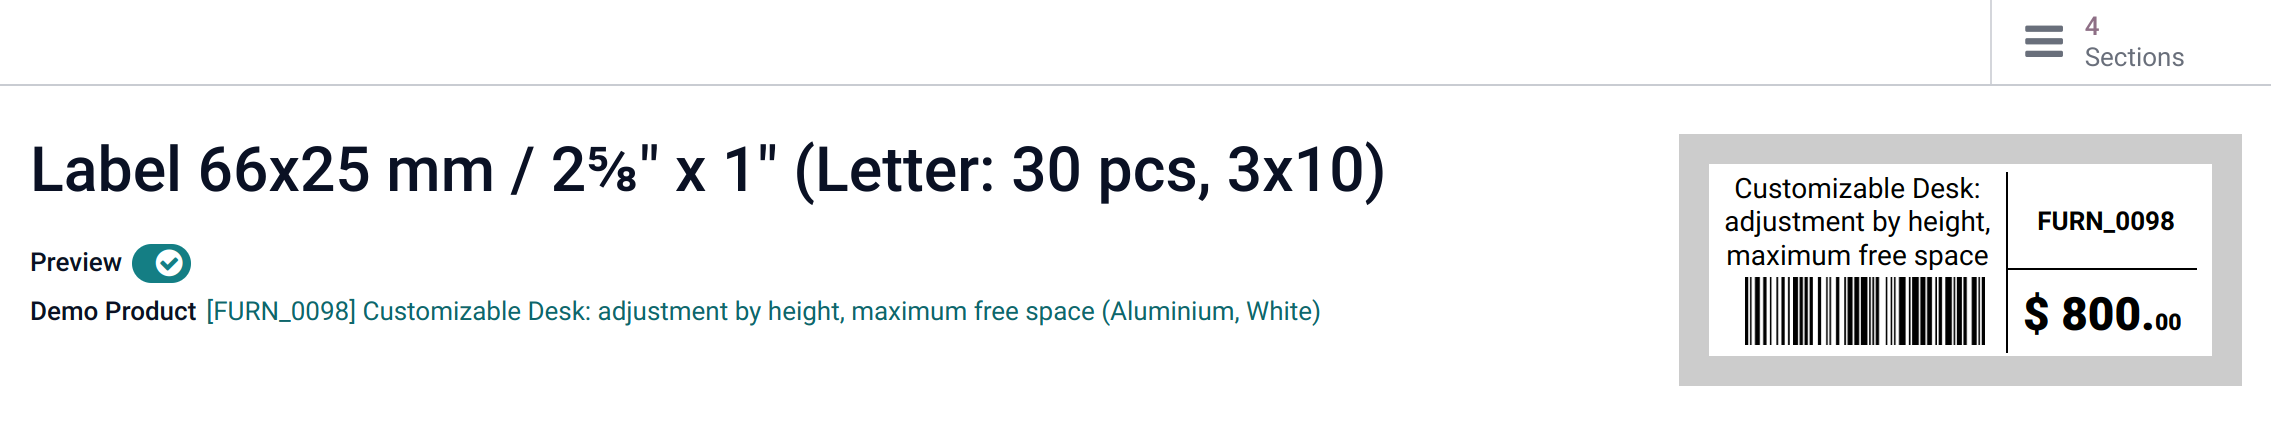 4
Sections
Label 66x25 mm / 2⅝" x 1" (Letter: 30 pcs, 3x10)
Preview
Demo Product [FURN_0098] Customizable Desk: adjustment by height, maximum free space (Aluminium, White)
Customizable Desk:
adjustment by height,
maximum free space
FURN_0098
$ 800.00